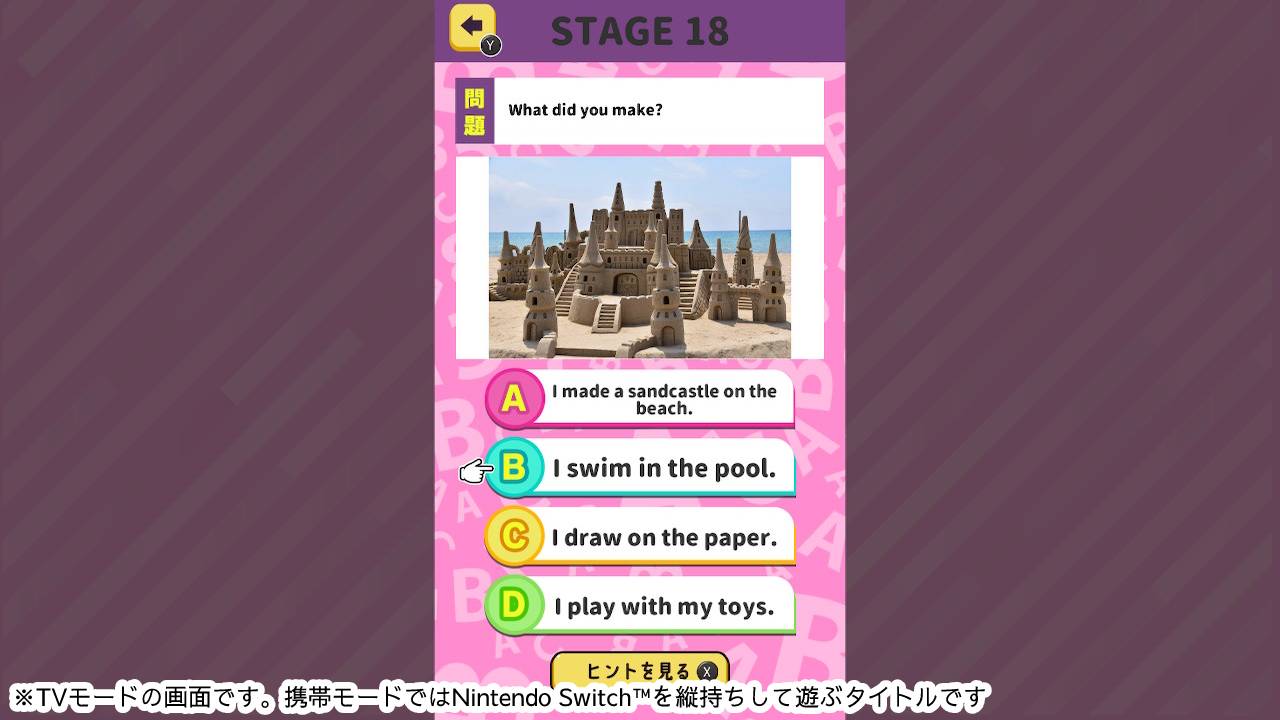 Y
STAGE 18
問題
What did you make?
A
I made a sandcastle on the
beach.
B
I swim in the pool.
C
I draw on the paper.
D
I play with my toys.
ヒントを見る X
※TVモードの画面です。携帯モードではNintendo Switch™を縦持ちして遊ぶタイトルです